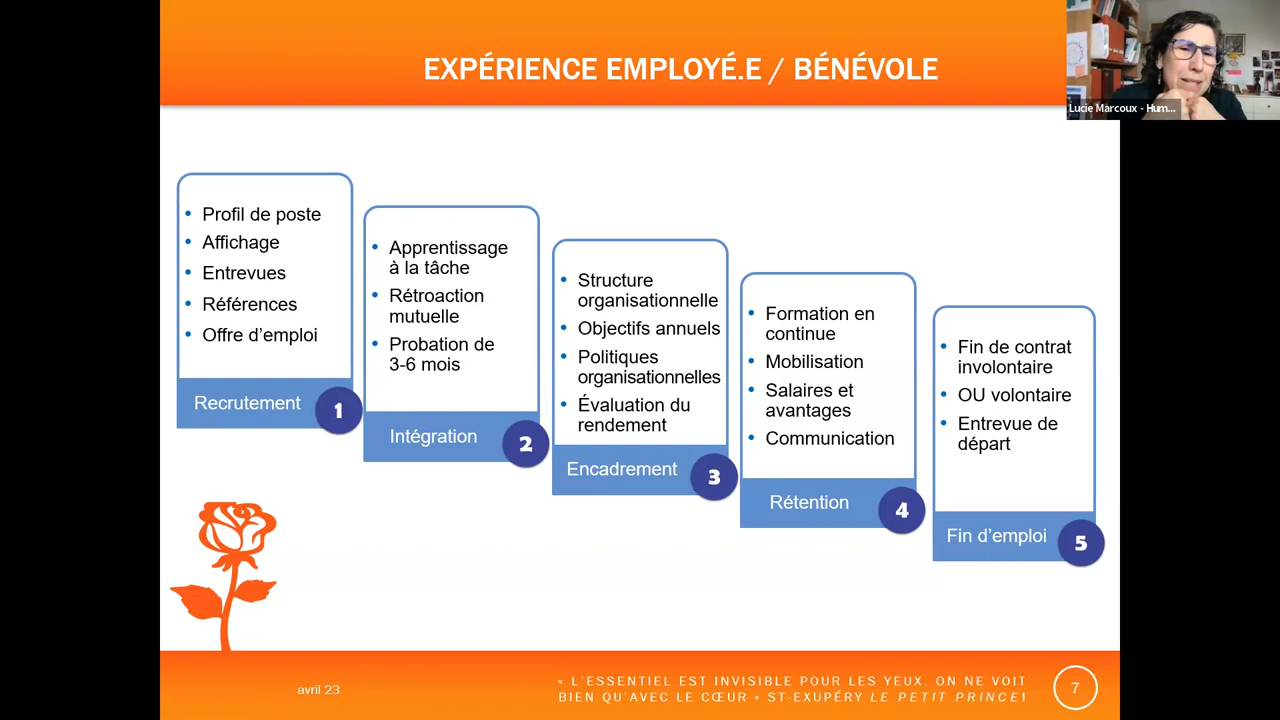 EXPÉRIENCE EMPLOYÉ.E / BÉNÉVOLE
Lucie Marcoux - Hum...
Profil de poste
Affichage
Entrevues
Références
Offre d’emploi
Recrutement
1
Apprentissage
à la tâche
Rétroaction
mutuelle
Probation de
3-6 mois
Intégration
2
Structure
organisationnelle
Objectifs annuels
Politiques
organisationnelles
Évaluation du
rendement
Encadrement
3
Formation en
continue
Mobilisation
Salaires et
avantages
Communication
Rétention
4
Fin de contrat
involontaire
OU volontaire
Entrevue de
départ
Fin d’emploi
5
avril 23
« L’ESSENTIEL EST INVISIBLE POUR LES YEUX. ON NE VOIT
BIEN QU’AVEC LE CŒUR » ST-EXUPÉRY LE PETIT PRINCE!
7